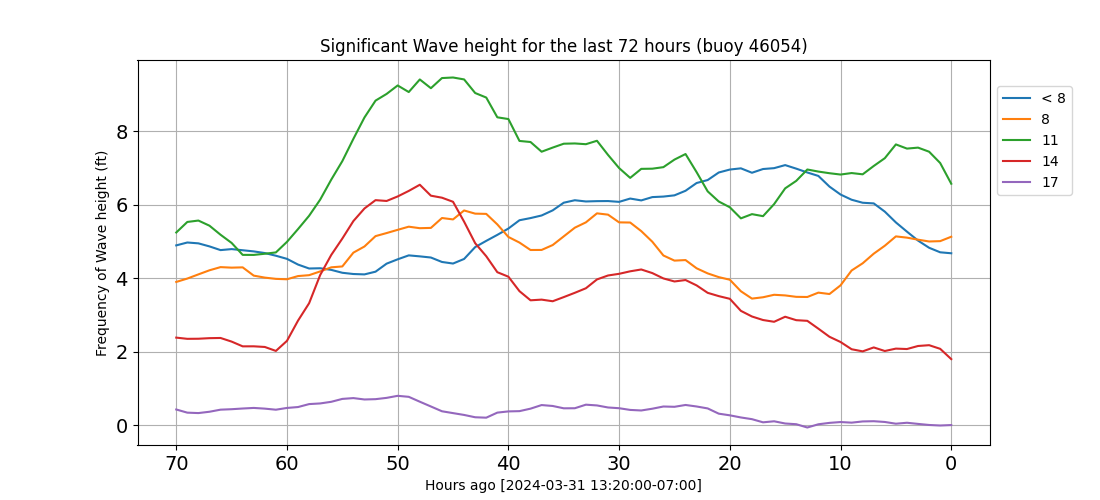 Significant Wave height for the last 72 hours (buoy 46054)
Frequency of Wave height (ft)
8
6
4
2
0
70 60 50 40 30 20 10 0
Hours ago [2024-03-31 13:20:00-07:00]
< 8
8
11
14
17